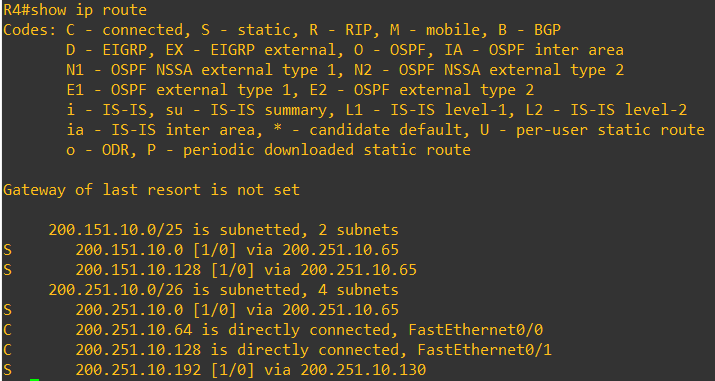 R4#show ip route
Codes: C - connected, S - static, R - RIP, M - mobile, B - BGP
       D - EIGRP, EX - EIGRP external, O - OSPF, IA - OSPF inter area
       N1 - OSPF NSSA external type 1, N2 - OSPF NSSA external type 2
       E1 - OSPF external type 1, E2 - OSPF external type 2
       i - IS-IS, su - IS-IS summary, L1 - IS-IS level-1, L2 - IS-IS level-2
       ia - IS-IS inter area, * - candidate default, U - per-user static route
       o - ODR, P - periodic downloaded static route
Gateway of last resort is not set
     200.151.10.0/25 is subnetted, 2 subnets
S       200.151.10.0 [1/0] via 200.251.10.65
S       200.151.10.128 [1/0] via 200.251.10.65
     200.251.10.0/26 is subnetted, 4 subnets
S       200.251.10.0 [1/0] via 200.251.10.65
C       200.251.10.64 is directly connected, FastEthernet0/0
C       200.251.10.128 is directly connected, FastEthernet0/1
S       200.251.10.192 [1/0] via 200.251.10.130